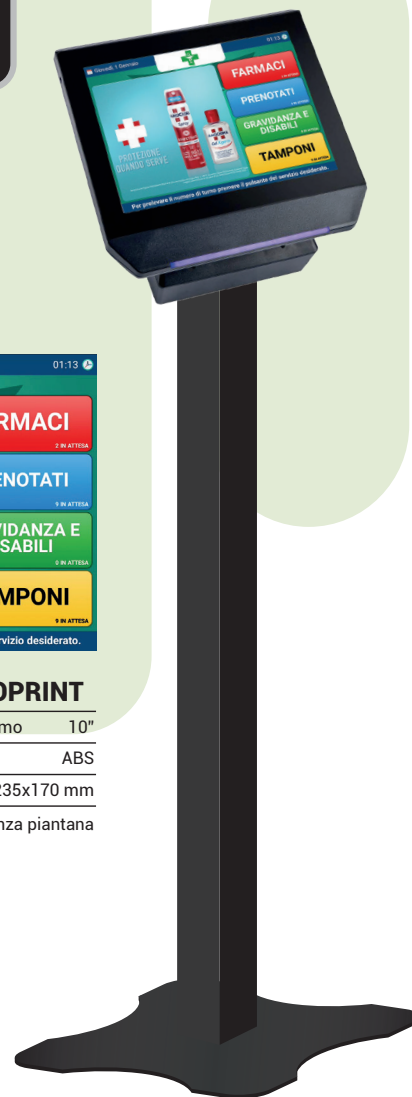 Giovedì, 1 Gennaio
01:13
FARMACI
PRENOTATI
GRAVIDANZA E
DISABILI
TAMPONI
PROTEZIONE
QUANDO SERVE
Per prelevare il numero di turno premere il pulsante del servizio desiderato.
01:13
RMACI
2 IN ATTESA
ENOTATI
9 IN ATTESA
VIDANZA E
SABILI
0 IN ATTESA
MPONI
9 IN ATTESA
rvizio desiderato.
OPRINT
mo 10"
ABS
235x170 mm
nza piantana